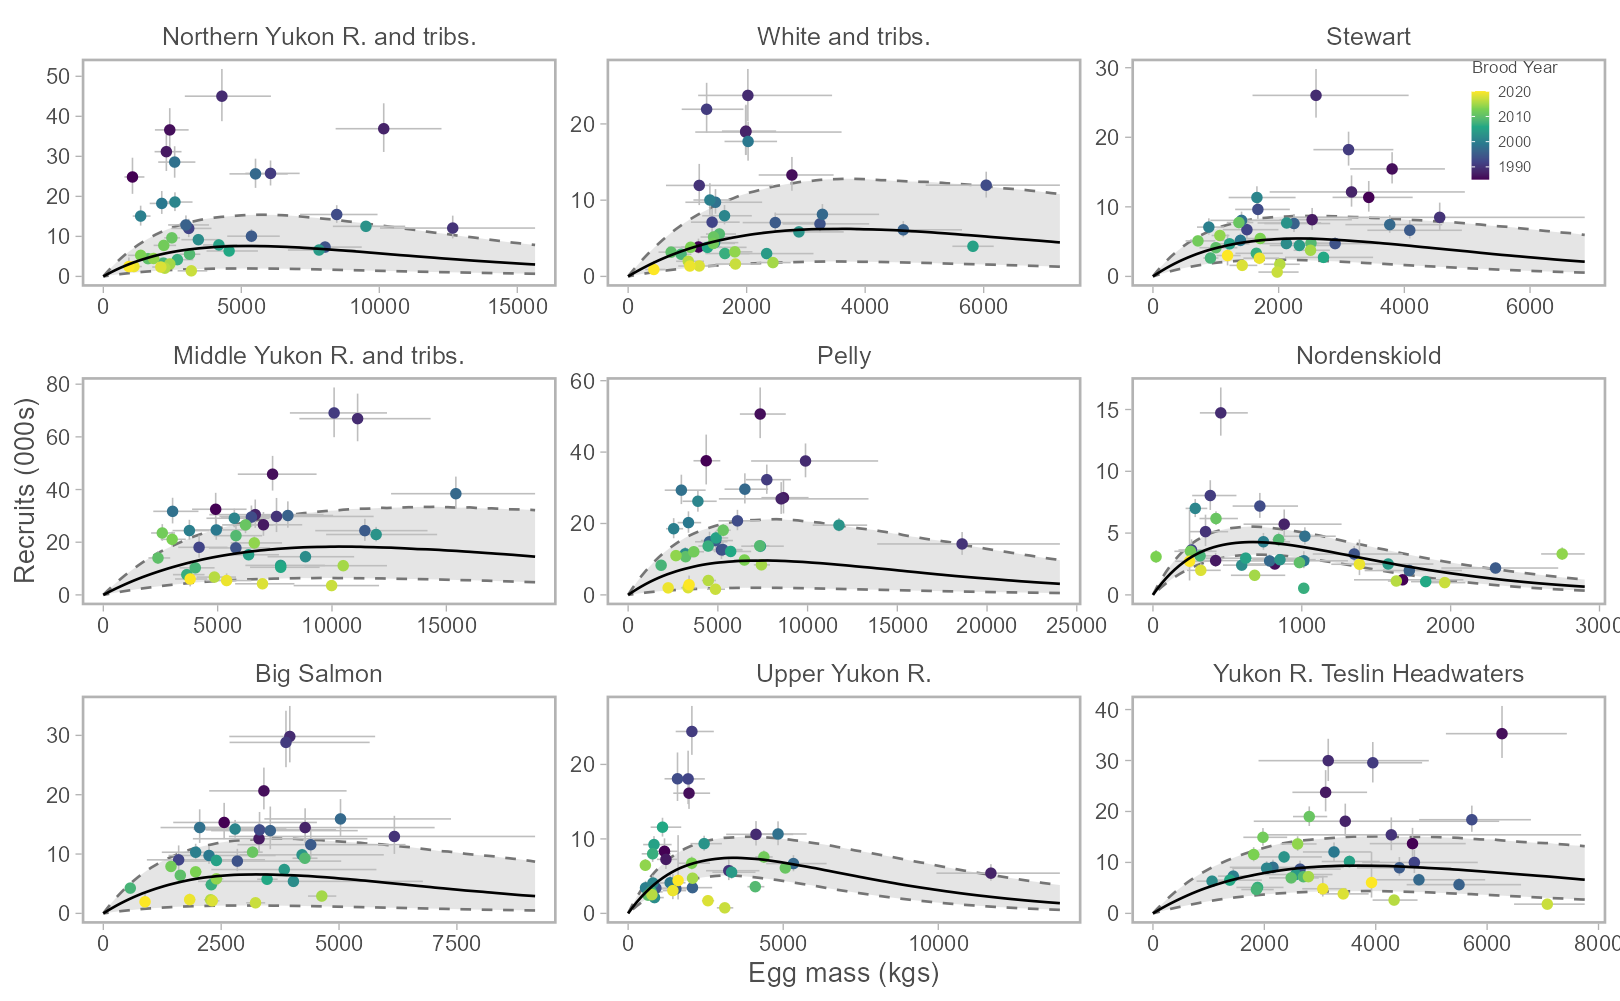 Northern Yukon R. and tribs.
White and tribs.
Stewart
50
40
30
20
10
0
20
10
0
30
20
10
0
Brood Year
2020
2010
2000
1990
0 5000 10000 15000
0 2000 4000 6000
0 2000 4000 6000
Middle Yukon R. and tribs.
Pelly
Nordenskiold
Recruits (000s)
80
60
40
20
0
60
40
20
0
15
10
5
0
0 5000 10000 15000
0 5000 10000 15000 20000 25000
0 1000 2000 3000
Big Salmon
Upper Yukon R.
Yukon R. Teslin Headwaters
30
20
10
0
20
10
0
40
30
20
10
0
0 2500 5000 7500
0 5000 10000
0 2000 4000 6000 8000
Egg mass (kgs)